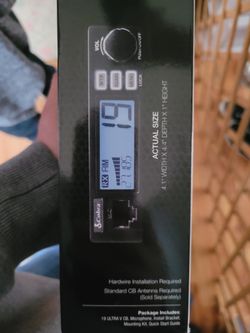 VOL
PUSH/ON/OFF
LOCK
19
RX FM
Cobra
ACTUAL SIZE
4.1" WIDTH X 4.4" DEPTH X 1" HEIGHT
Hardwire Installation Required
Standard CB Antenna Required
(Sold Separately)
Package Includes:
19 ULTRA V CB, Microphone, Install Bracket,
Mounting Kit, Quick Start Guide